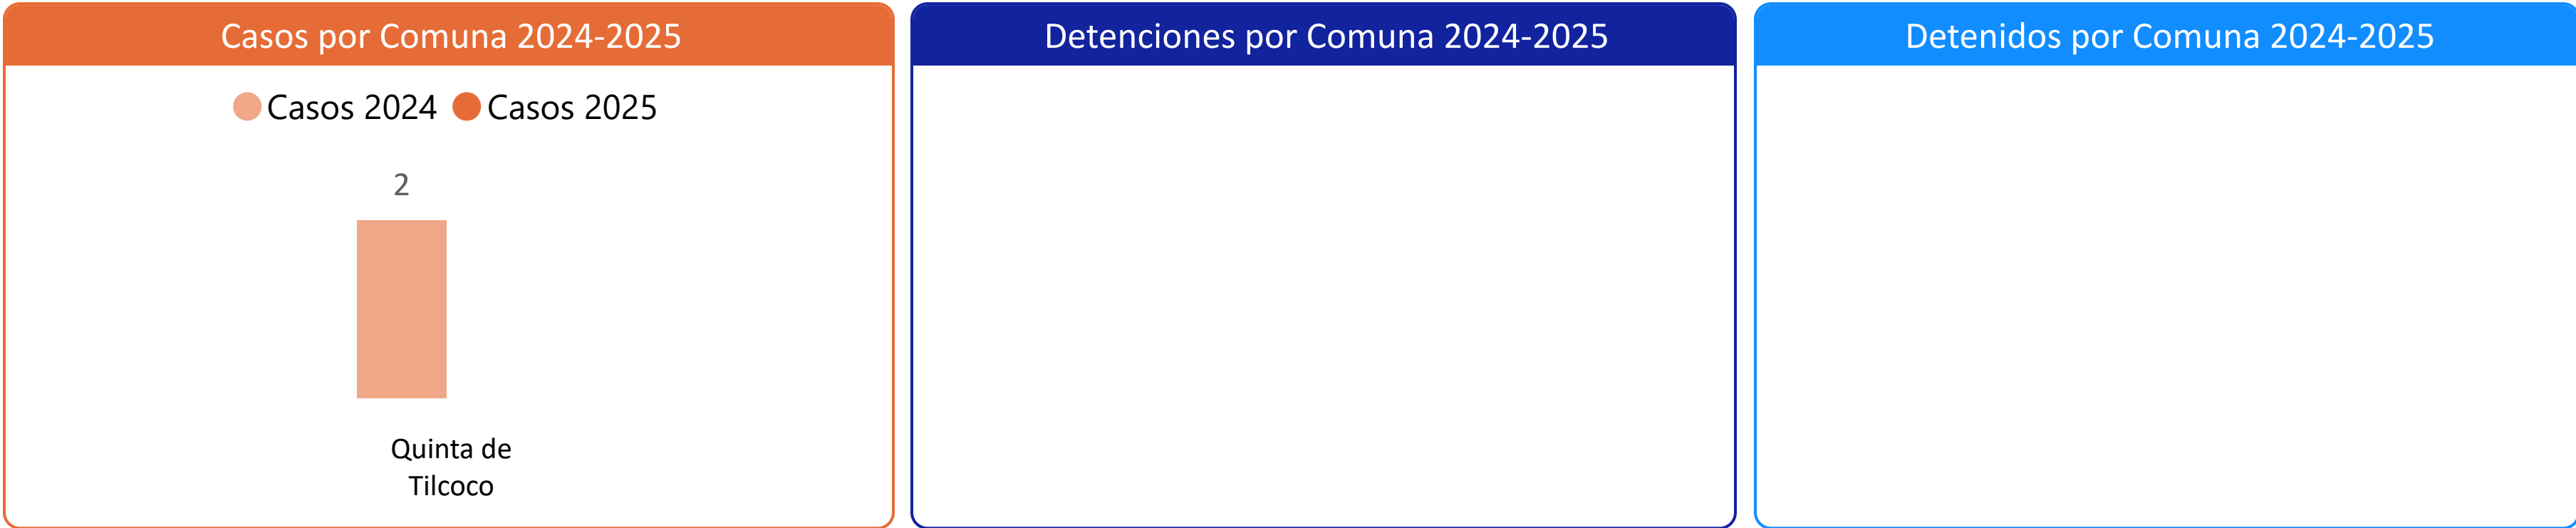 Casos por Comuna 2024-2025
Casos 2024 Casos 2025
2
Quinta de
Tilcoco
Detenciones por Comuna 2024-2025
Detenidos por Comuna 2024-2025